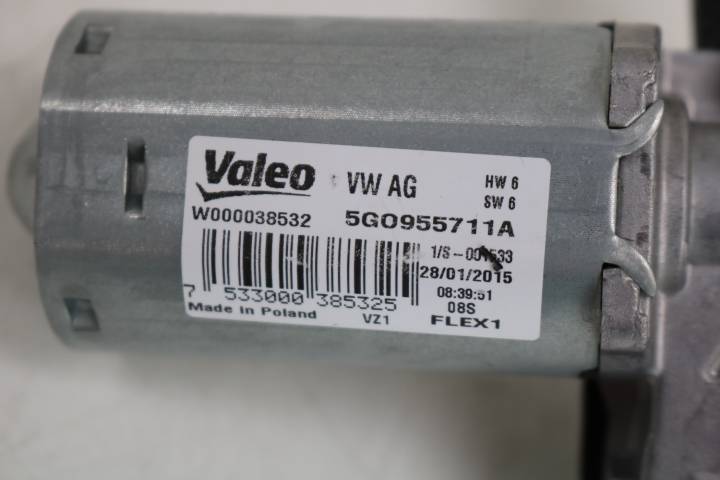 Valeo VW AG HW 6
SW 6
W000038532 5G0955711A
1/S-001533
28/01/2015
08:39:51
7 533000 385325 08S
Made in Poland VZ1 FLEX1